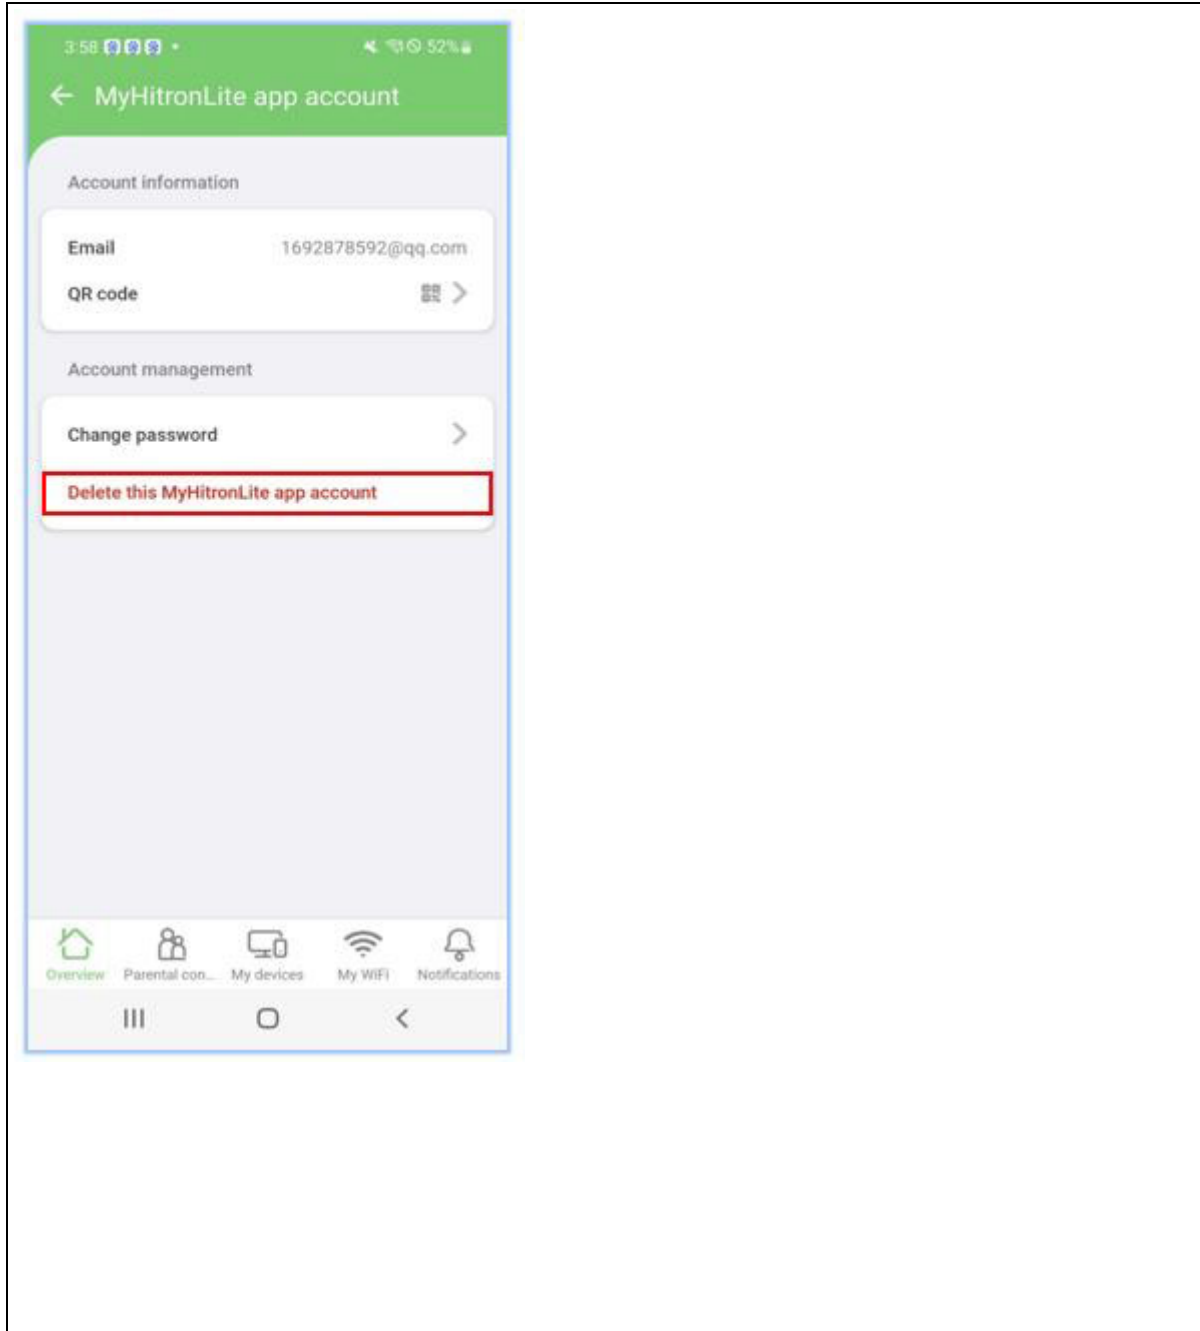 3:58 52%
MyHitronLite app account
Account information
Email 1692878592@qq.com
QR code
Account management
Change password
Delete this MyHitronLite app account
Overview Parental con... My devices My WiFi Notifications